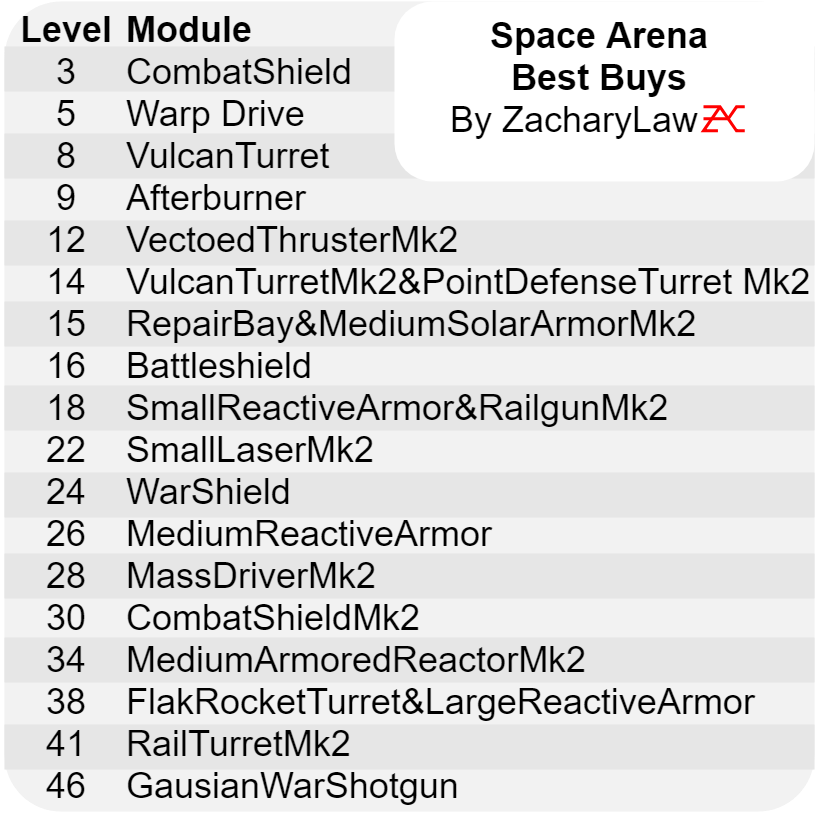 Level Module
3 CombatShield
5 Warp Drive
8 VulcanTurret
9 Afterburner
12 VectoedThrusterMk2
14 VulcanTurretMk2&PointDefenseTurret Mk2
15 RepairBay&MediumSolarArmorMk2
16 Battleshield
18 SmallReactiveArmor&RailgunMk2
22 SmallLaserMk2
24 WarShield
26 MediumReactiveArmor
28 MassDriverMk2
30 CombatShieldMk2
34 MediumArmoredReactorMk2
38 FlakRocketTurret&LargeReactiveArmor
41 RailTurretMk2
46 GausianWarShotgun
Space Arena
Best Buys
By ZacharyLaw